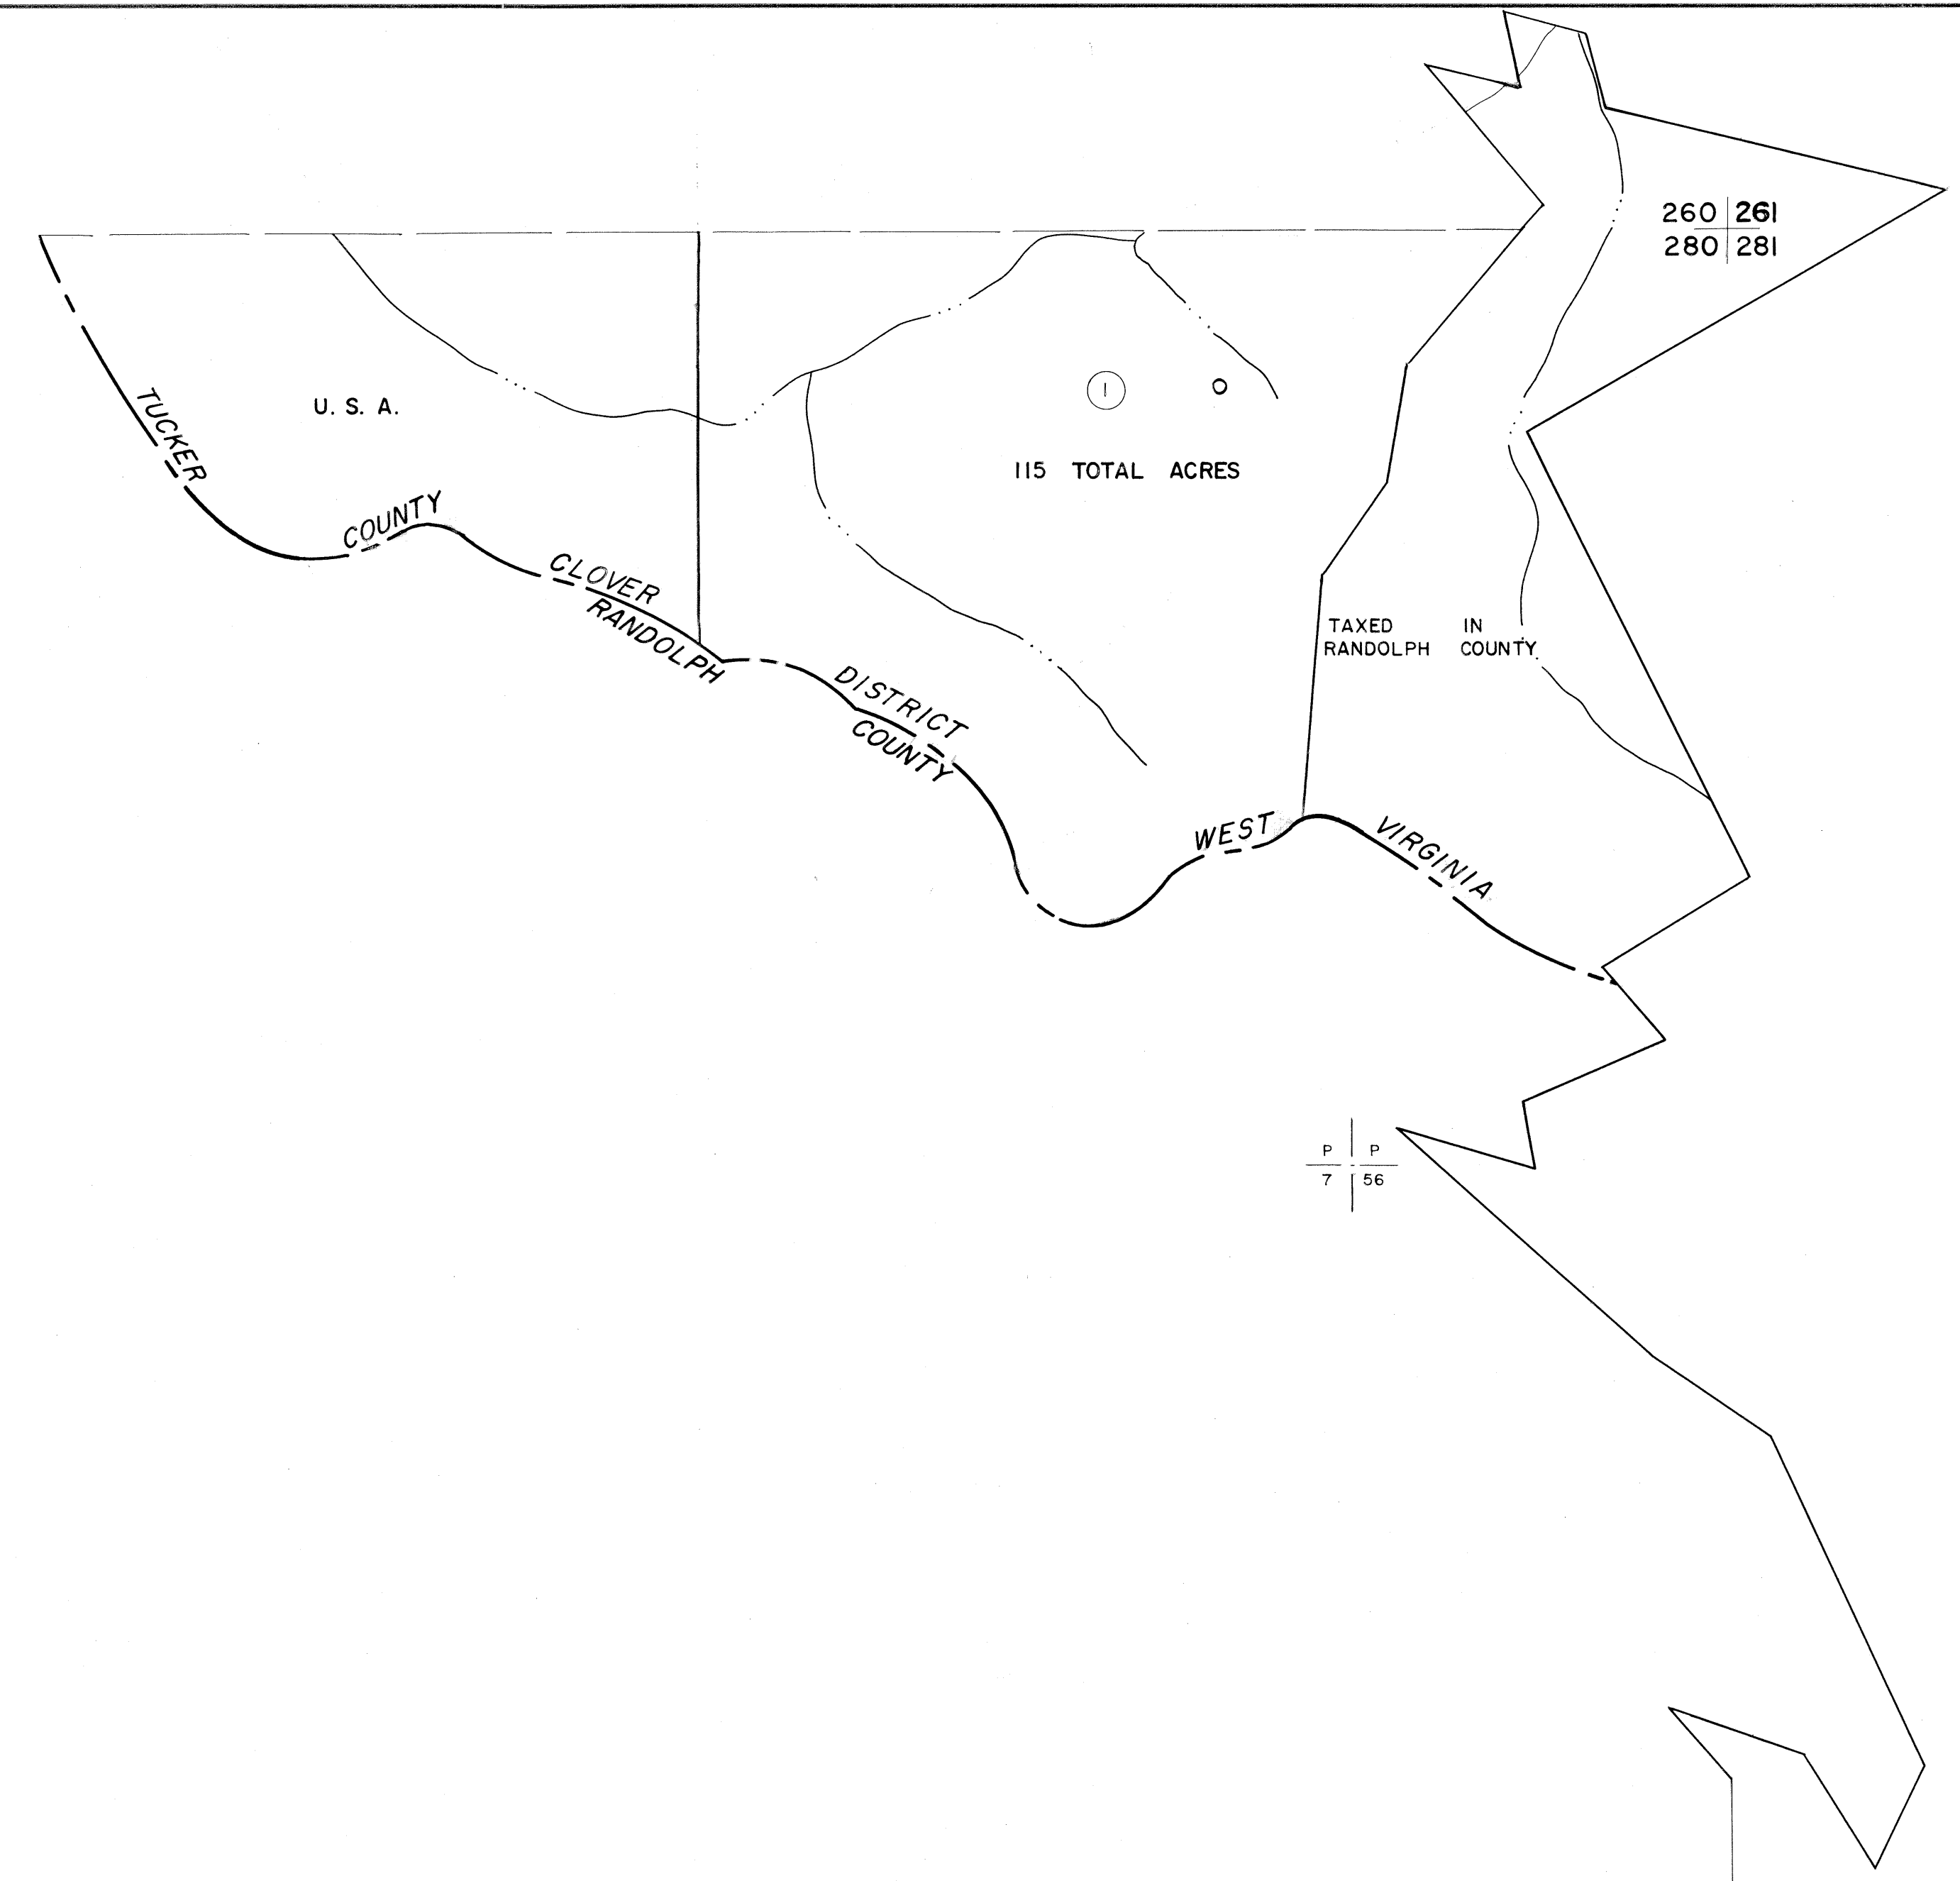 260 261
280 281
U. S. A.
1
115 TOTAL ACRES
TUCKER COUNTY
CLOVER DISTRICT
RANDOLPH COUNTY
WEST VIRGINIA
TAXED IN
RANDOLPH COUNTY
P P
7 56